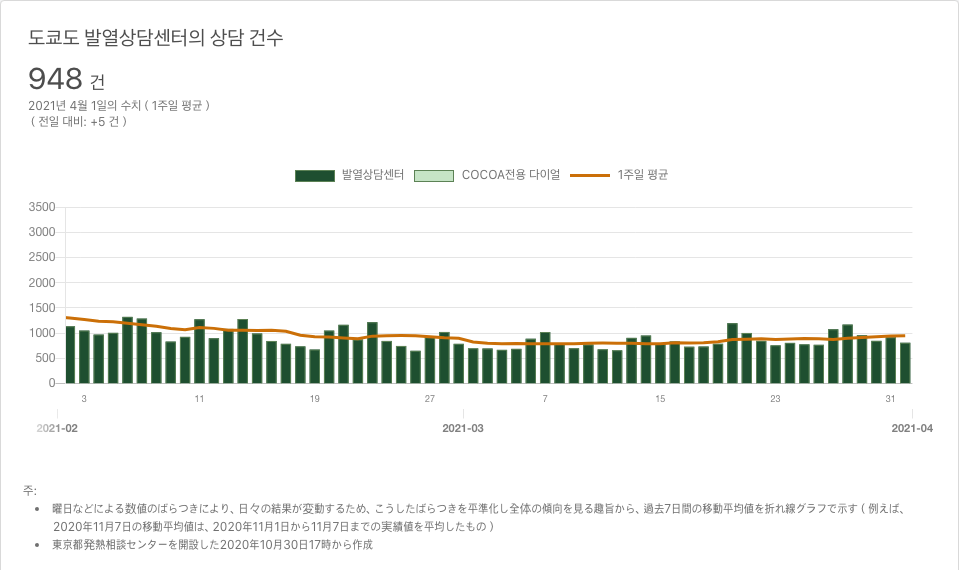 도쿄도 발열상담센터의 상담 건수
948 건
2021년 4월 1일의 수치 ( 1주일 평균 )
( 전일 대비: +5 건 )
발열상담센터 COCOA전용 다이얼 1주일 평균
3500
3000
2500
2000
1500
1000
500
0
3 11 19 27 7 15 23 31
2021-02 2021-03 2021-04
주:
• 曜日などによる数値のばらつきにより、日々の結果が変動するため、こうしたばらつきを平準化し全体の傾向を見る趣旨から、過去7日間の移動平均値を折れ線グラフで示す ( 例えば、
2020年11月7日の移動平均値は、2020年11月1日から11月7日までの実績値を平均したもの )
• 東京都発熱相談センターを開設した2020年10月30日17時から作成